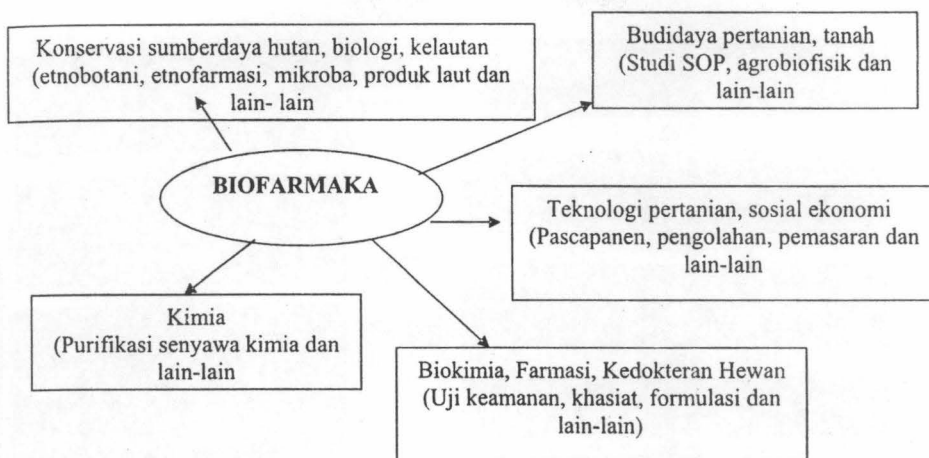 Konservasi sumberdaya hutan, biologi, kelautan
(etnobotani, etnofarmasi, mikroba, produk laut dan
lain- lain
Budidaya pertanian, tanah
(Studi SOP, agrobiofisik dan
lain-lain
BIOFARMAKA
Teknologi pertanian, sosial ekonomi
(Pascapanen, pengolahan, pemasaran dan
lain-lain
Kimia
(Purifikasi senyawa kimia dan
lain-lain
Biokimia, Farmasi, Kedokteran Hewan
(Uji keamanan, khasiat, formulasi dan
lain-lain)